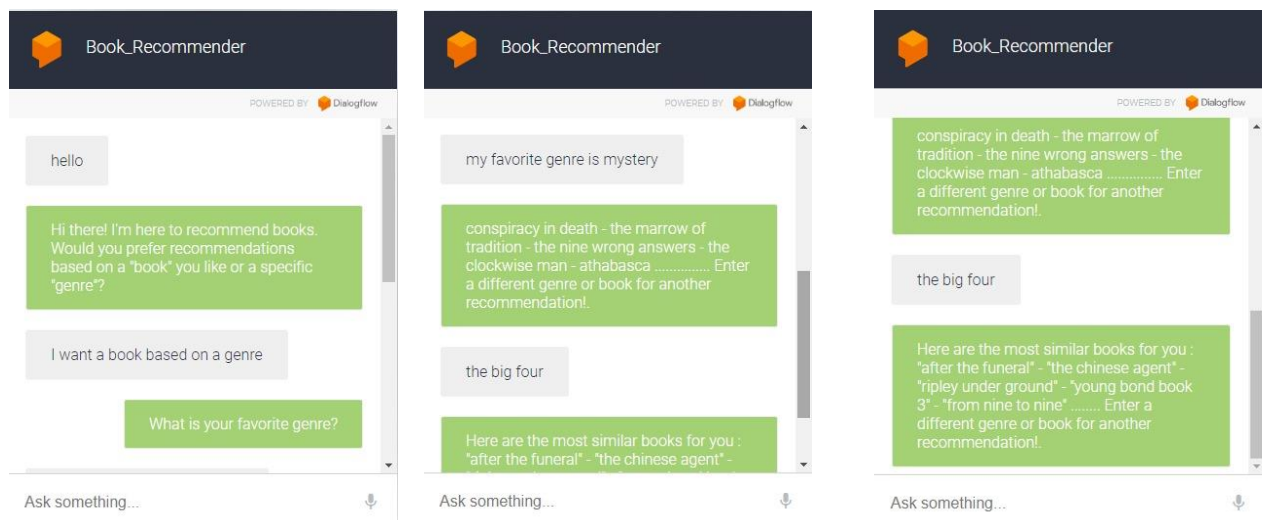 Book_Recommender
POWERED BY Dialogflow
hello
Hi there! I'm here to recommend books.
Would you prefer recommendations
based on a "book" you like or a specific
"genre"?
I want a book based on a genre
What is your favorite genre?
Ask something...
Book_Recommender
POWERED BY Dialogflow
my favorite genre is mystery
conspiracy in death - the marrow of
tradition - the nine wrong answers - the
clockwise man - athabasca ............... Enter
a different genre or book for another
recommendation!.
the big four
Here are the most similar books for you :
"after the funeral" - "the chinese agent" -
Ask something...
Book_Recommender
POWERED BY Dialogflow
conspiracy in death - the marrow of
tradition - the nine wrong answers - the
clockwise man - athabasca ............... Enter
a different genre or book for another
recommendation!.
the big four
Here are the most similar books for you :
"after the funeral" - "the chinese agent" -
"ripley under ground" - "young bond book
3" - "from nine to nine" ........ Enter a
different genre or book for another
recommendation!.
Ask something...